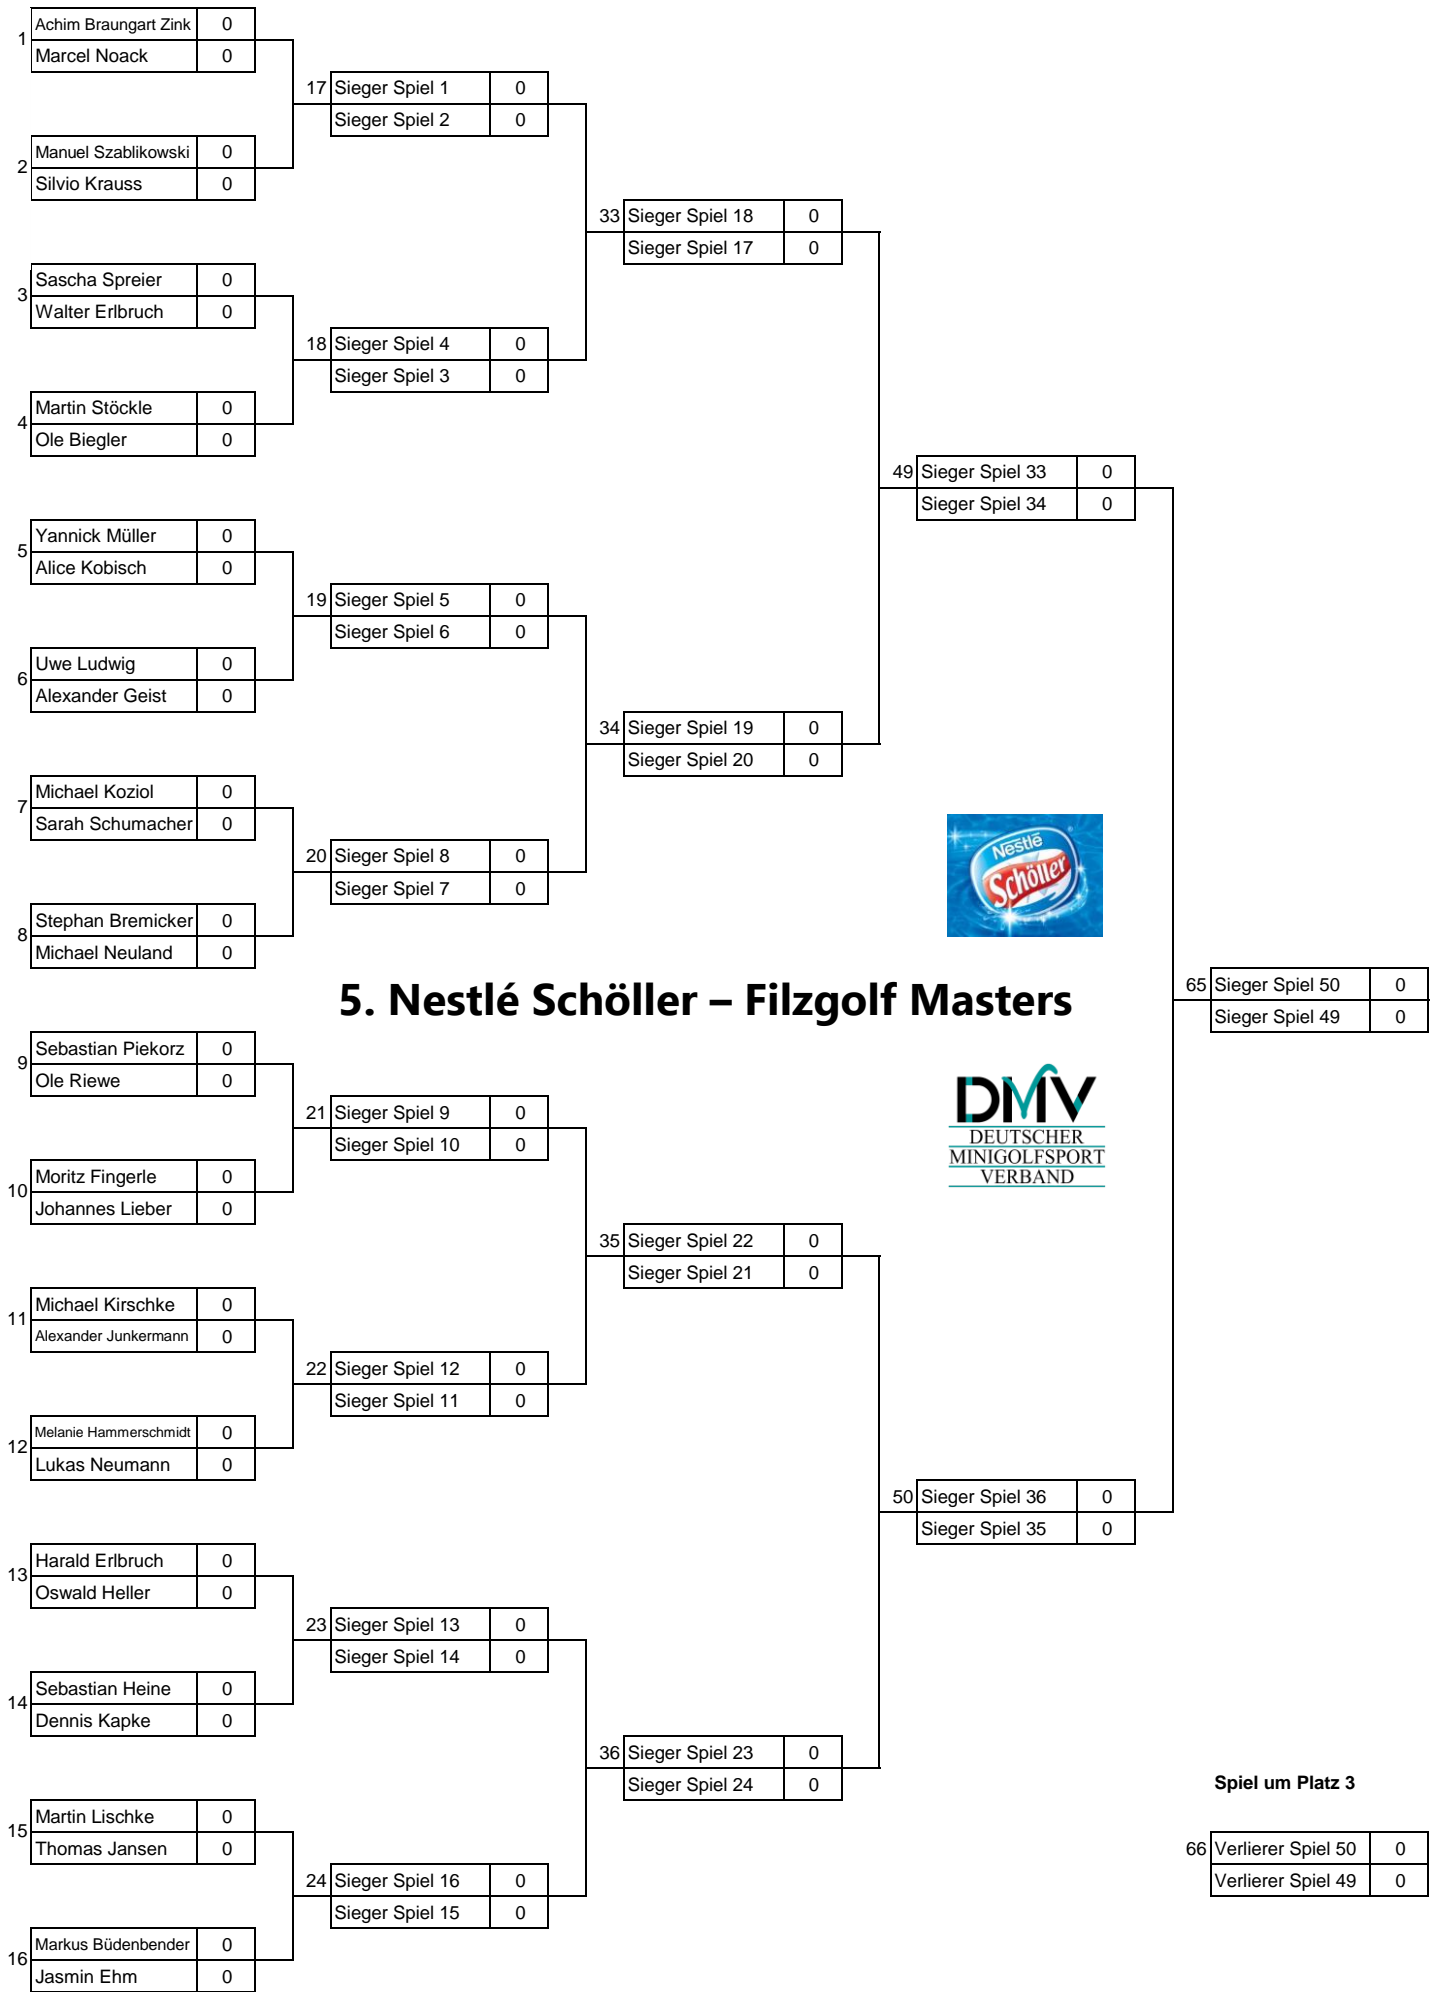 Achim Braungart Zink 0
1
Marcel Noack 0
17 Sieger Spiel 1 0
Sieger Spiel 2 0
Manuel Szablikowski 0
2
Silvio Krauss 0
33 Sieger Spiel 18 0
Sieger Spiel 17 0
Sascha Spreier 0
3
Walter Erlbruch 0
18 Sieger Spiel 4 0
Sieger Spiel 3 0
Martin Stöckle 0
4
Ole Biegler 0
49 Sieger Spiel 33 0
Sieger Spiel 34 0
Yannick Müller 0
5
Alice Kobisch 0
19 Sieger Spiel 5 0
Sieger Spiel 6 0
Uwe Ludwig 0
6
Alexander Geist 0
34 Sieger Spiel 19 0
Sieger Spiel 20 0
Michael Koziol 0
7
Sarah Schumacher 0
20 Sieger Spiel 8 0
Sieger Spiel 7 0
Nestlé
Schöller
®
Stephan Bremicker 0
8
Michael Neuland 0
5. Nestlé Schöller – Filzgolf Masters
65 Sieger Spiel 50 0
Sieger Spiel 49 0
Sebastian Piekorz 0
9
Ole Riewe 0
21 Sieger Spiel 9 0
Sieger Spiel 10 0
DMV
DEUTSCHER
MINIGOLFSPORT
VERBAND
Moritz Fingerle 0
10
Johannes Lieber 0
35 Sieger Spiel 22 0
Sieger Spiel 21 0
Michael Kirschke 0
11
Alexander Junkermann 0
22 Sieger Spiel 12 0
Sieger Spiel 11 0
Melanie Hammerschmidt 0
12
Lukas Neumann 0
50 Sieger Spiel 36 0
Sieger Spiel 35 0
Harald Erlbruch 0
13
Oswald Heller 0
23 Sieger Spiel 13 0
Sieger Spiel 14 0
Sebastian Heine 0
14
Dennis Kapke 0
36 Sieger Spiel 23 0
Sieger Spiel 24 0
Spiel um Platz 3
Martin Lischke 0
15
Thomas Jansen 0
66 Verlierer Spiel 50 0
Verlierer Spiel 49 0
24 Sieger Spiel 16 0
Sieger Spiel 15 0
Markus Büdenbender 0
16
Jasmin Ehm 0